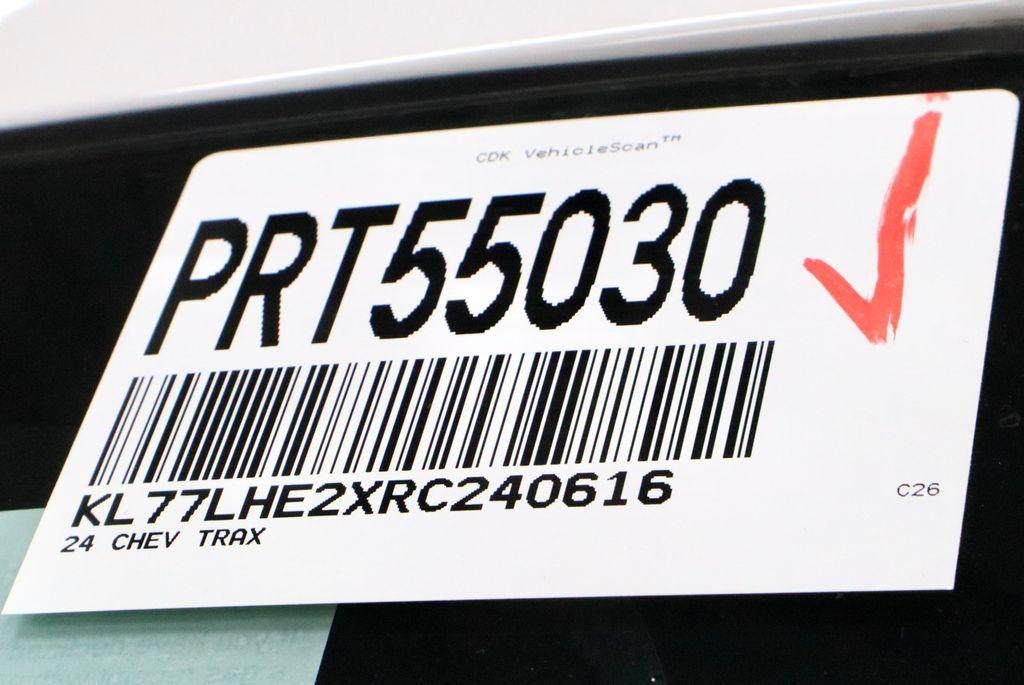 CDK VehicleScan™
PRT55030
KL77LHE2XRC240616
C26
24 CHEV TRAX